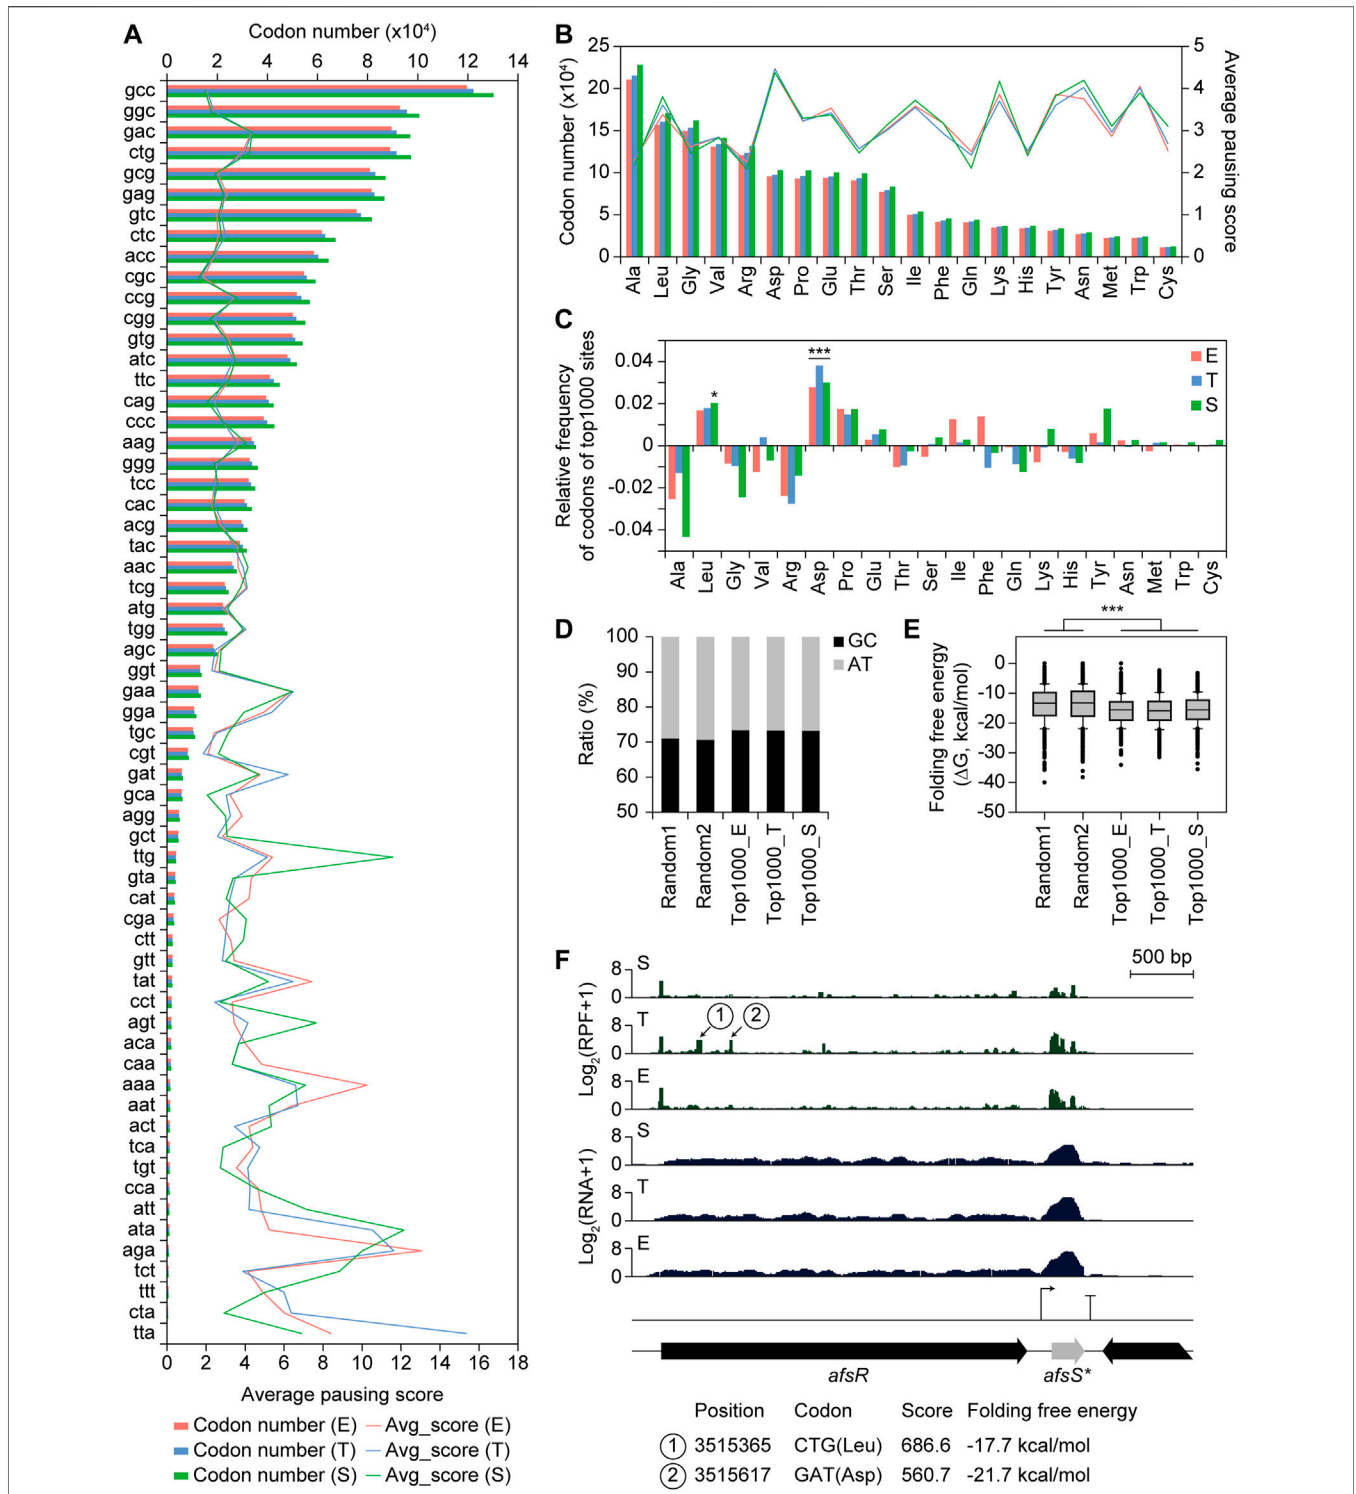 A
Codon number (x10⁴)
0 2 4 6 8 10 12 14
gcc
ggc
gac
ctg
gcg
gag
gtc
ctc
acc
cgc
ccg
cgg
gtg
atc
ttc
cag
ccc
aag
ggg
tcc
cac
acg
tac
aac
tcg
atg
tgg
agc
ggt
gaa
gga
tgc
cgt
gat
gca
agg
gct
ttg
gta
cat
cga
ctt
gtt
tat
cct
agt
aca
caa
aaa
aat
act
tca
tgt
cca
att
ata
aga
tct
ttt
cta
tta
0 2 4 6 8 10 12 14 16 18
Average pausing score
Codon number (E) Avg_score (E)
Codon number (T) Avg_score (T)
Codon number (S) Avg_score (S)
B
Codon number (x10⁴)
25
20
15
10
5
0
5
4
3
2
1
0
Average pausing score
Ala Leu Gly Val Arg Asp Pro Glu Thr Ser Ile Phe Gln Lys His Tyr Asn Met Trp Cys
C
Relative frequency
of codons of top1000 sites
0.04
0.02
0
-0.02
-0.04
*
***
E
T
S
Ala Leu Gly Val Arg Asp Pro Glu Thr Ser Ile Phe Gln Lys His Tyr Asn Met Trp Cys
D
Ratio (%)
100
90
80
70
60
50
GC
AT
Random1 Random2 Top1000_E Top1000_T Top1000_S
E
***
Folding free energy
(ΔG, kcal/mol)
0
-10
-20
-30
-40
-50
Random1 Random2 Top1000_E Top1000_T Top1000_S
F
500 bp
Log₂(RPF+1)
S
8
0
T
8
0
1 2
E
8
0
Log₂(RNA+1)
S
8
0
T
8
0
E
8
0
afsR afsS*
Position Codon Score Folding free energy
1 3515365 CTG(Leu) 686.6 -17.7 kcal/mol
2 3515617 GAT(Asp) 560.7 -21.7 kcal/mol